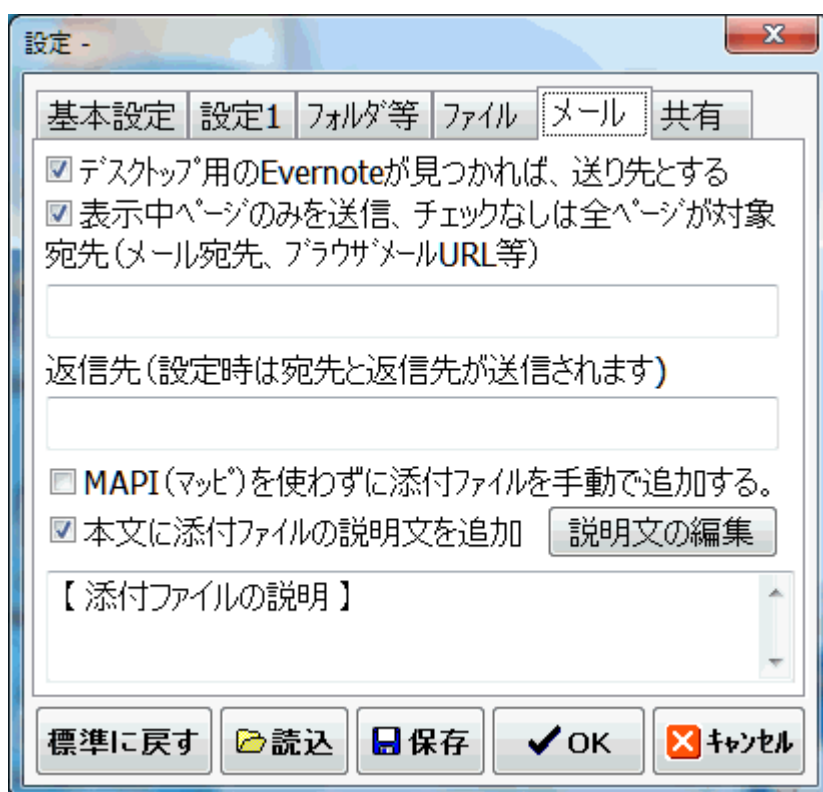 設定 -
基本設定 設定1 ﾌｫﾙﾀﾞ等 ﾌｧｲﾙ メール 共有
ﾃﾞｽｸﾄｯﾌﾟ用のEvernoteが見つかれば、送り先とする
表示中ﾍﾟｰｼﾞのみを送信、チェックなしは全ﾍﾟｰｼﾞが対象
宛先(メール宛先、ﾌﾞﾗｳｻﾞﾒｰﾙURL等)
返信先(設定時は宛先と返信先が送信されます)
MAPI(ﾏｯﾋﾟ)を使わずに添付ﾌｧｲﾙを手動で追加する。
本文に添付ﾌｧｲﾙの説明文を追加 説明文の編集
【 添付ファイルの説明 】
標準に戻す 読込 保存 OK ｷｬﾝｾﾙ